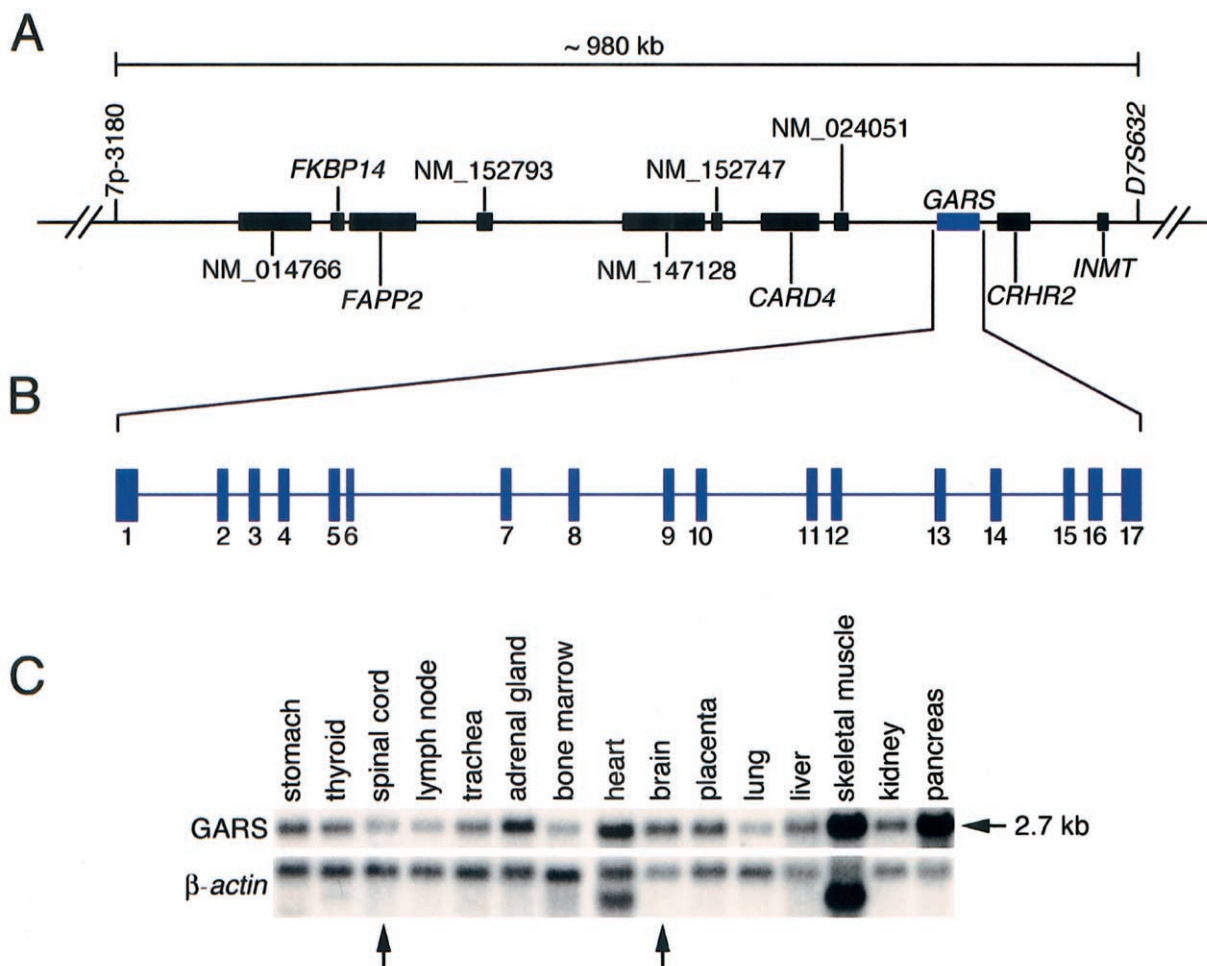 A
~ 980 kb
7p-3180
FKBP14
NM_152793
NM_152747
NM_024051
GARS
D7S632
NM_014766
FAPP2
NM_147128
CARD4
CRHR2
INMT
B
1 2 3 4 5 6 7 8 9 10 11 12 13 14 15 16 17
C
stomach
thyroid
spinal cord
lymph node
trachea
adrenal gland
bone marrow
heart
brain
placenta
lung
liver
skeletal muscle
kidney
pancreas
GARS
2.7 kb
β-actin